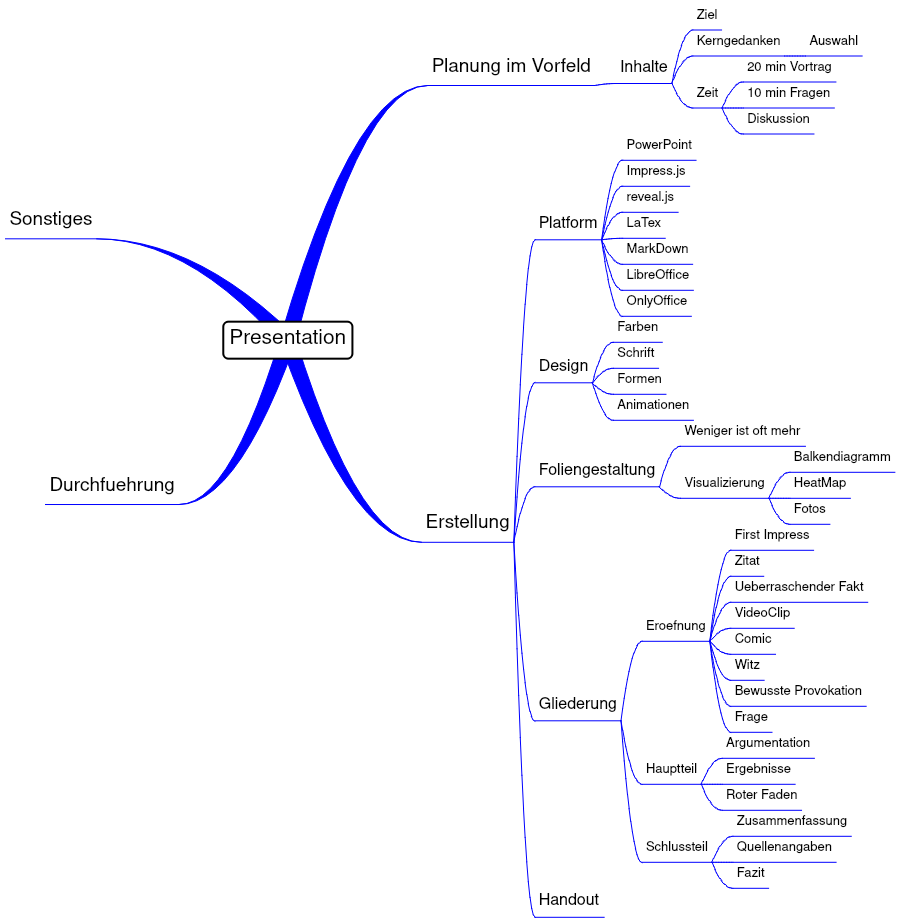 Presentation
Planung im Vorfeld
Inhalte
Ziel
Kerngedanken
Auswahl
Zeit
20 min Vortrag
10 min Fragen
Diskussion
Erstellung
Platform
PowerPoint
Impress.js
reveal.js
LaTex
MarkDown
LibreOffice
OnlyOffice
Design
Farben
Schrift
Formen
Animationen
Foliengestaltung
Weniger ist oft mehr
Visualizierung
Balkendiagramm
HeatMap
Fotos
Gliederung
Eroefnung
First Impress
Zitat
Ueberraschender Fakt
VideoClip
Comic
Witz
Bewusste Provokation
Frage
Hauptteil
Argumentation
Ergebnisse
Roter Faden
Schlussteil
Zusammenfassung
Quellenangaben
Fazit
Handout
Durchfuehrung
Sonstiges